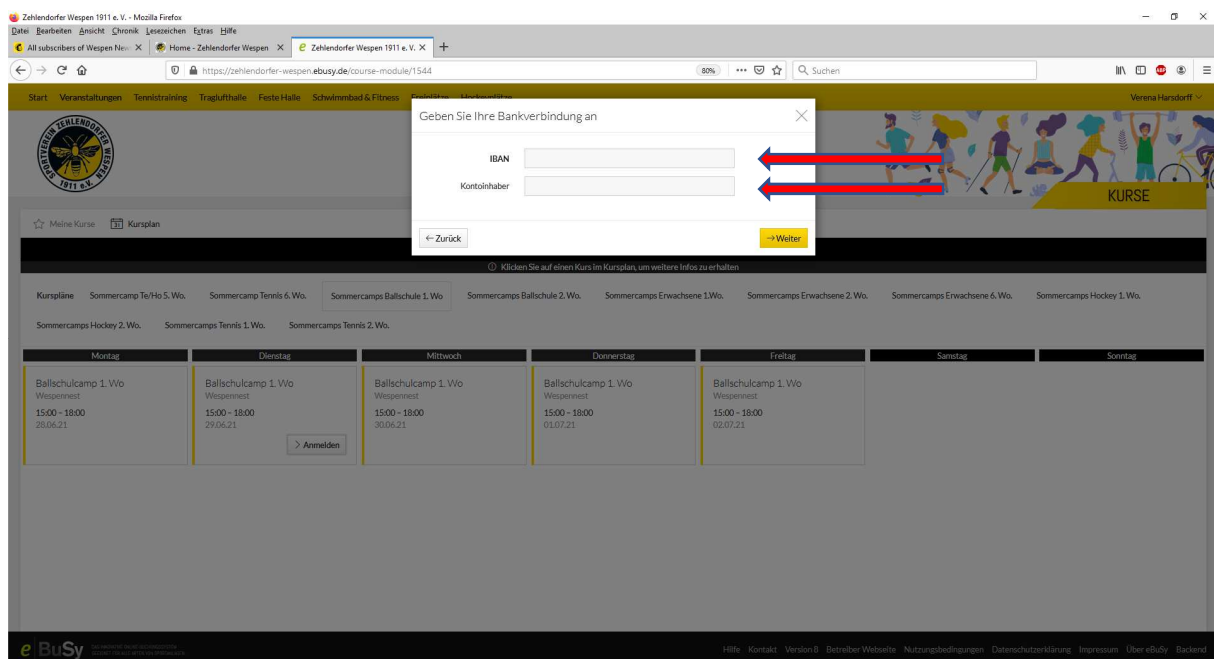 Zehlendorfer Wespen 1911 e. V. - Mozilla Firefox
Datei Bearbeiten Ansicht Chronik Lesezeichen Extras Hilfe
All subscribers of Wespen New Home - Zehlendorfer Wespen Zehlendorfer Wespen 1911 e. V.
https://zehlendorfer-wespen.ebusy.de/course-module/1544 80% Suchen
Start Veranstaltungen Tennistraining Traglufthalle Feste Halle Schwimmbad & Fitness Freiplätze Hockeyplätze Verena Harsdorff
SPORTVEREIN ZEHLENDORFER WESPEN
1911 e.V.
KURSE
Geben Sie Ihre Bankverbindung an
IBAN
Kontoinhaber
← Zurück → Weiter
Meine Kurse 31 Kursplan
Klicken Sie auf einen Kurs im Kursplan, um weitere Infos zu erhalten
Kurspläne Sommercamp Te/Ho 5. Wo. Sommercamp Tennis 6. Wo. Sommercamps Ballschule 1. Wo Sommercamps Ballschule 2. Wo. Sommercamps Erwachsene 1.Wo. Sommercamps Erwachsene 2. Wo. Sommercamps Erwachsene 6. Wo. Sommercamps Hockey 1. Wo.
Sommercamps Hockey 2. Wo. Sommercamps Tennis 1. Wo. Sommercamps Tennis 2. Wo.
Montag Dienstag Mittwoch Donnerstag Freitag Samstag Sonntag
Ballschulcamp 1. Wo Ballschulcamp 1. Wo Ballschulcamp 1. Wo Ballschulcamp 1. Wo Ballschulcamp 1. Wo
Wespennest Wespennest Wespennest Wespennest Wespennest
15:00 – 18:00 15:00 – 18:00 15:00 – 18:00 15:00 – 18:00 15:00 – 18:00
28.06.21 29.06.21 30.06.21 01.07.21 02.07.21
> Anmelden
e BuSy
Hilfe Kontakt Version 8 Betreiber Webseite Nutzungsbedingungen Datenschutzerklärung Impressum Über eBuSy Backend